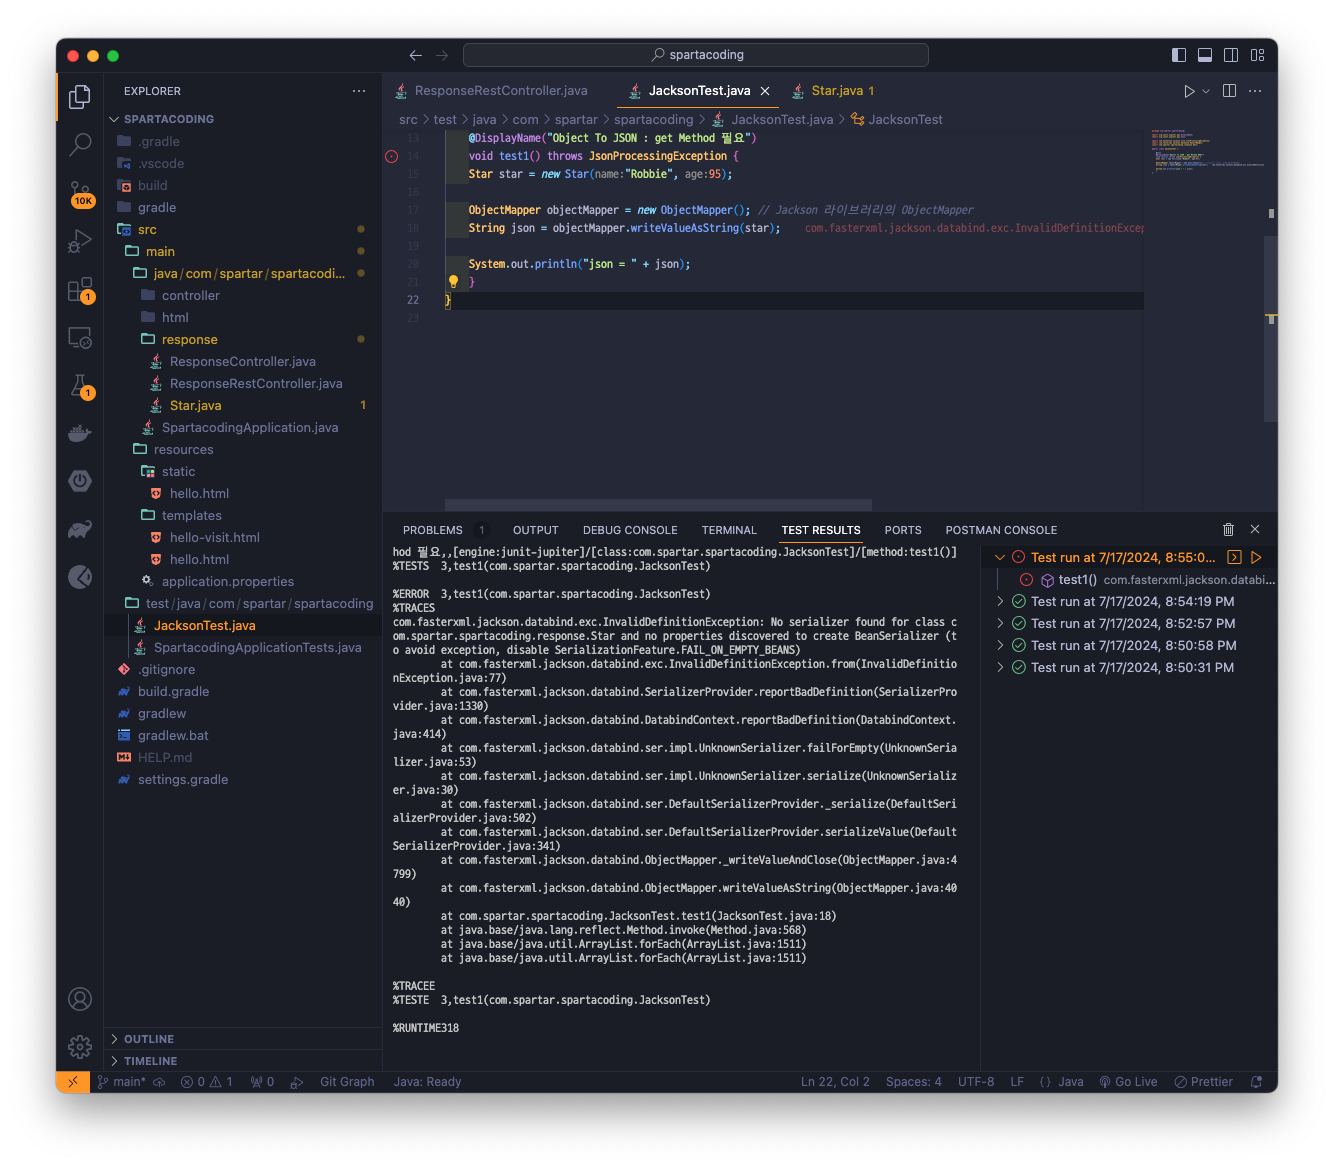 spartacoding
EXPLORER
SPARTACODING
.gradle
.vscode
build
gradle
src
main
java/com/spartar/spartacodi...
controller
html
response
ResponseController.java
ResponseRestController.java
Star.java 1
SpartacodingApplication.java
resources
static
hello.html
templates
hello-visit.html
hello.html
application.properties
test/java/com/spartar/spartacoding
JacksonTest.java
SpartacodingApplicationTests.java
.gitignore
build.gradle
gradlew
gradlew.bat
HELP.md
settings.gradle
OUTLINE
TIMELINE
10K
1
1
ResponseRestController.java
JacksonTest.java
Star.java 1
src > test > java > com > spartar > spartacoding > JacksonTest.java > JacksonTest
13 @DisplayName("Object To JSON : get Method 필요")
14 void test1() throws JsonProcessingException {
15 Star star = new Star(name:"Robbie", age:95);
16
17 ObjectMapper objectMapper = new ObjectMapper(); // Jackson 라이브러리의 ObjectMapper
18 String json = objectMapper.writeValueAsString(star); com.fasterxml.jackson.databind.exc.InvalidDefinitionExcep
19
20 System.out.println("json = " + json);
21 }
22 }
23
PROBLEMS 1 OUTPUT DEBUG CONSOLE TERMINAL TEST RESULTS PORTS POSTMAN CONSOLE
hod 필요,,[engine:junit-jupiter]/[class:com.spartar.spartacoding.JacksonTest]/[method:test1()]
%TESTS 3,test1(com.spartar.spartacoding.JacksonTest)
%ERROR 3,test1(com.spartar.spartacoding.JacksonTest)
%TRACES
com.fasterxml.jackson.databind.exc.InvalidDefinitionException: No serializer found for class c
om.spartar.spartacoding.response.Star and no properties discovered to create BeanSerializer (t
o avoid exception, disable SerializationFeature.FAIL_ON_EMPTY_BEANS)
at com.fasterxml.jackson.databind.exc.InvalidDefinitionException.from(InvalidDefinitio
nException.java:77)
at com.fasterxml.jackson.databind.SerializerProvider.reportBadDefinition(SerializerPro
vider.java:1330)
at com.fasterxml.jackson.databind.DatabindContext.reportBadDefinition(DatabindContext.
java:414)
at com.fasterxml.jackson.databind.ser.impl.UnknownSerializer.failForEmpty(UnknownSeria
lizer.java:53)
at com.fasterxml.jackson.databind.ser.impl.UnknownSerializer.serialize(UnknownSerializ
er.java:30)
at com.fasterxml.jackson.databind.ser.DefaultSerializerProvider._serialize(DefaultSeri
alizerProvider.java:502)
at com.fasterxml.jackson.databind.ser.DefaultSerializerProvider.serializeValue(Default
SerializerProvider.java:341)
at com.fasterxml.jackson.databind.ObjectMapper._writeValueAndClose(ObjectMapper.java:4
799)
at com.fasterxml.jackson.databind.ObjectMapper.writeValueAsString(ObjectMapper.java:40
40)
at com.spartar.spartacoding.JacksonTest.test1(JacksonTest.java:18)
at java.base/java.lang.reflect.Method.invoke(Method.java:568)
at java.base/java.util.ArrayList.forEach(ArrayList.java:1511)
at java.base/java.util.ArrayList.forEach(ArrayList.java:1511)
%TRACEE
%TESTE 3,test1(com.spartar.spartacoding.JacksonTest)
%RUNTIME318
Test run at 7/17/2024, 8:55:0...
test1() com.fasterxml.jackson.databi...
Test run at 7/17/2024, 8:54:19 PM
Test run at 7/17/2024, 8:52:57 PM
Test run at 7/17/2024, 8:50:58 PM
Test run at 7/17/2024, 8:50:31 PM
main* 0 1 0 Git Graph Java: Ready Ln 22, Col 2 Spaces: 4 UTF-8 LF {} Java Go Live Prettier